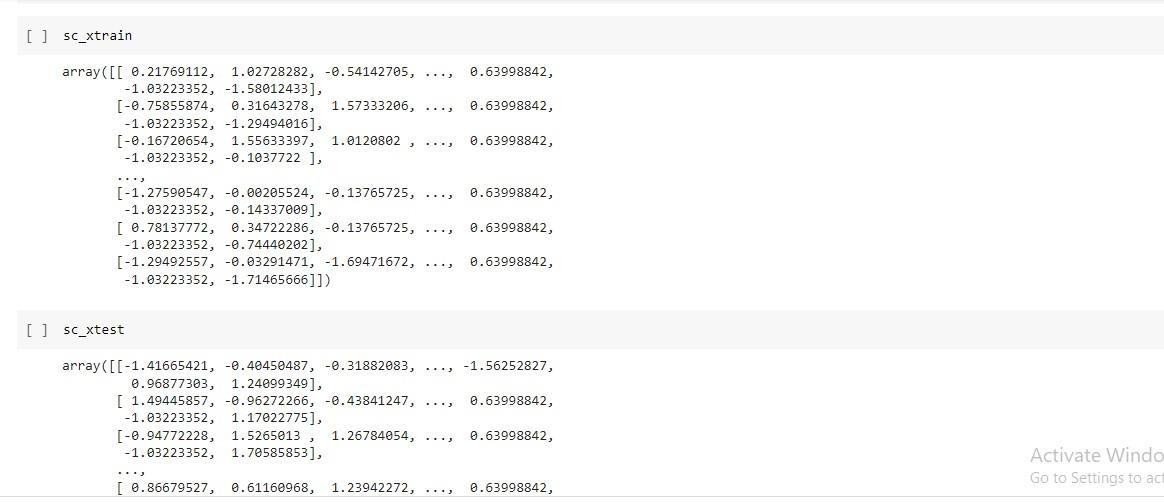 [ ] sc_xtrain
array([[ 0.21769112,  1.02728282, -0.54142705, ...,  0.63998842,
        -1.03223352, -1.58012433],
       [-0.75855874,  0.31643278,  1.57333206, ...,  0.63998842,
        -1.03223352, -1.29494016],
       [-0.16720654,  1.55633397,  1.0120802 , ...,  0.63998842,
        -1.03223352, -0.1037722 ],
       ...,
       [-1.27590547, -0.00205524, -0.13765725, ...,  0.63998842,
        -1.03223352, -0.14337009],
       [ 0.78137772,  0.34722286, -0.13765725, ...,  0.63998842,
        -1.03223352, -0.74440202],
       [-1.29492557, -0.03291471, -1.69471672, ...,  0.63998842,
        -1.03223352, -1.71465666]])
[ ] sc_xtest
array([[-1.41665421, -0.40450487, -0.31882083, ..., -1.56252827,
         0.96877303,  1.24099349],
       [ 1.49445857, -0.96272266, -0.43841247, ...,  0.63998842,
        -1.03223352,  1.17022775],
       [-0.94772228,  1.5265013 ,  1.26784054, ...,  0.63998842,
        -1.03223352,  1.70585853],
       ...,
       [ 0.86679527,  0.61160968,  1.23942272, ...,  0.63998842,
Activate Windo
Go to Settings to act